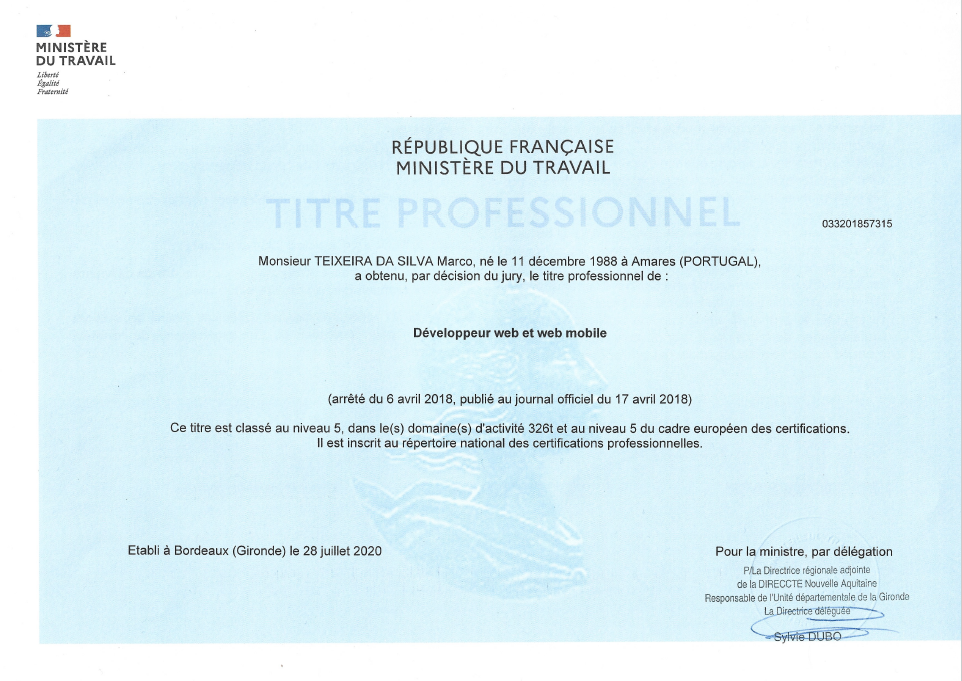 MINISTÈRE
DU TRAVAIL
Liberté
Égalité
Fraternité
RÉPUBLIQUE FRANÇAISE
MINISTÈRE DU TRAVAIL
TITRE PROFESSIONNEL
033201857315
Monsieur TEIXEIRA DA SILVA Marco, né le 11 décembre 1988 à Amares (PORTUGAL),
a obtenu, par décision du jury, le titre professionnel de :
Développeur web et web mobile
(arrêté du 6 avril 2018, publié au journal officiel du 17 avril 2018)
Ce titre est classé au niveau 5, dans le(s) domaine(s) d'activité 326t et au niveau 5 du cadre européen des certifications.
Il est inscrit au répertoire national des certifications professionnelles.
Etabli à Bordeaux (Gironde) le 28 juillet 2020
Pour la ministre, par délégation
P/La Directrice régionale adjointe
de la DIRECCTE Nouvelle Aquitaine
Responsable de l'Unité départementale de la Gironde
La Directrice déléguée
Sylvie DUBO